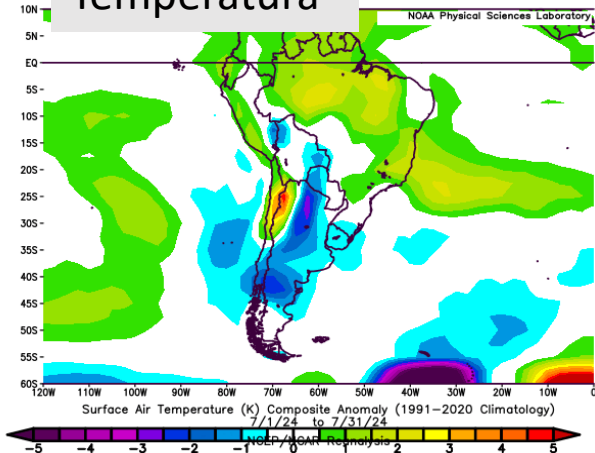 Temperatura
NOAA Physical Sciences Laboratory
10N
5N
EQ
5S
10S
15S
20S
25S
30S
35S
40S
45S
50S
55S
60S
120W 110W 100W 90W 80W 70W 60W 50W 40W 30W 20W 10W 0
Surface Air Temperature (K) Composite Anomaly (1991-2020 Climatology)
7/1/24 to 7/31/24
NCEP/NCAR Reanalysis
-5 -4 -3 -2 -1 0 1 2 3 4 5